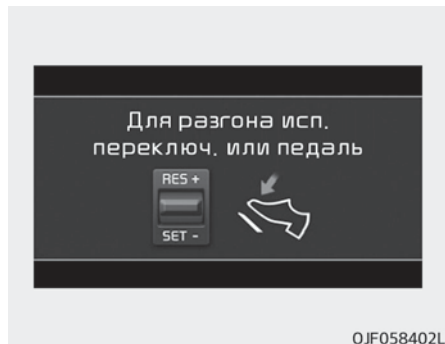 Для разгона исп.
переключ. или педаль
RES +
SET -
OJF058402L